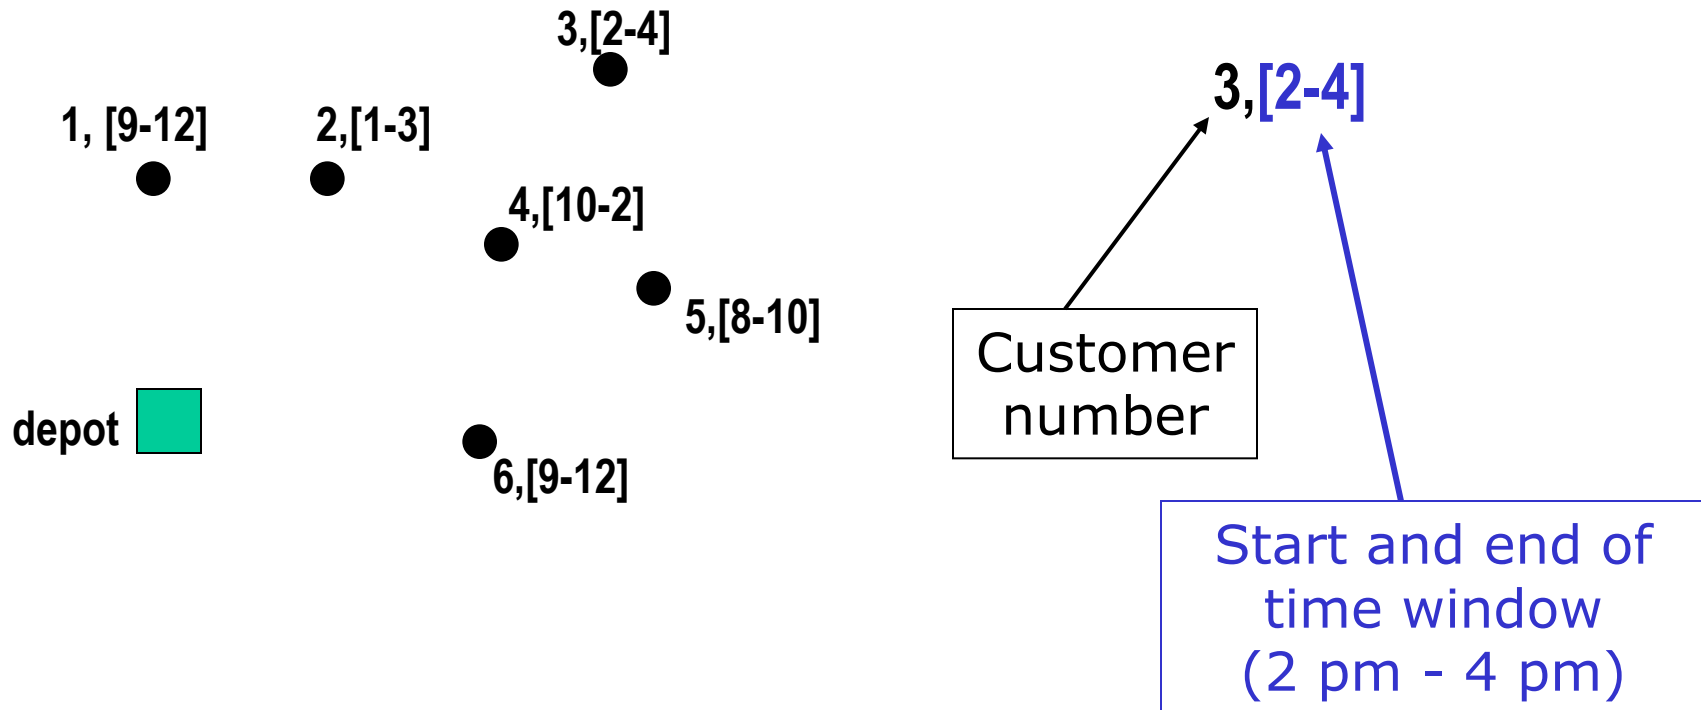 3,[2-4]
1, [9-12]
2,[1-3]
4,[10-2]
5,[8-10]
depot
6,[9-12]
3,[2-4]
Customer
number
Start and end of
time window
(2 pm - 4 pm)